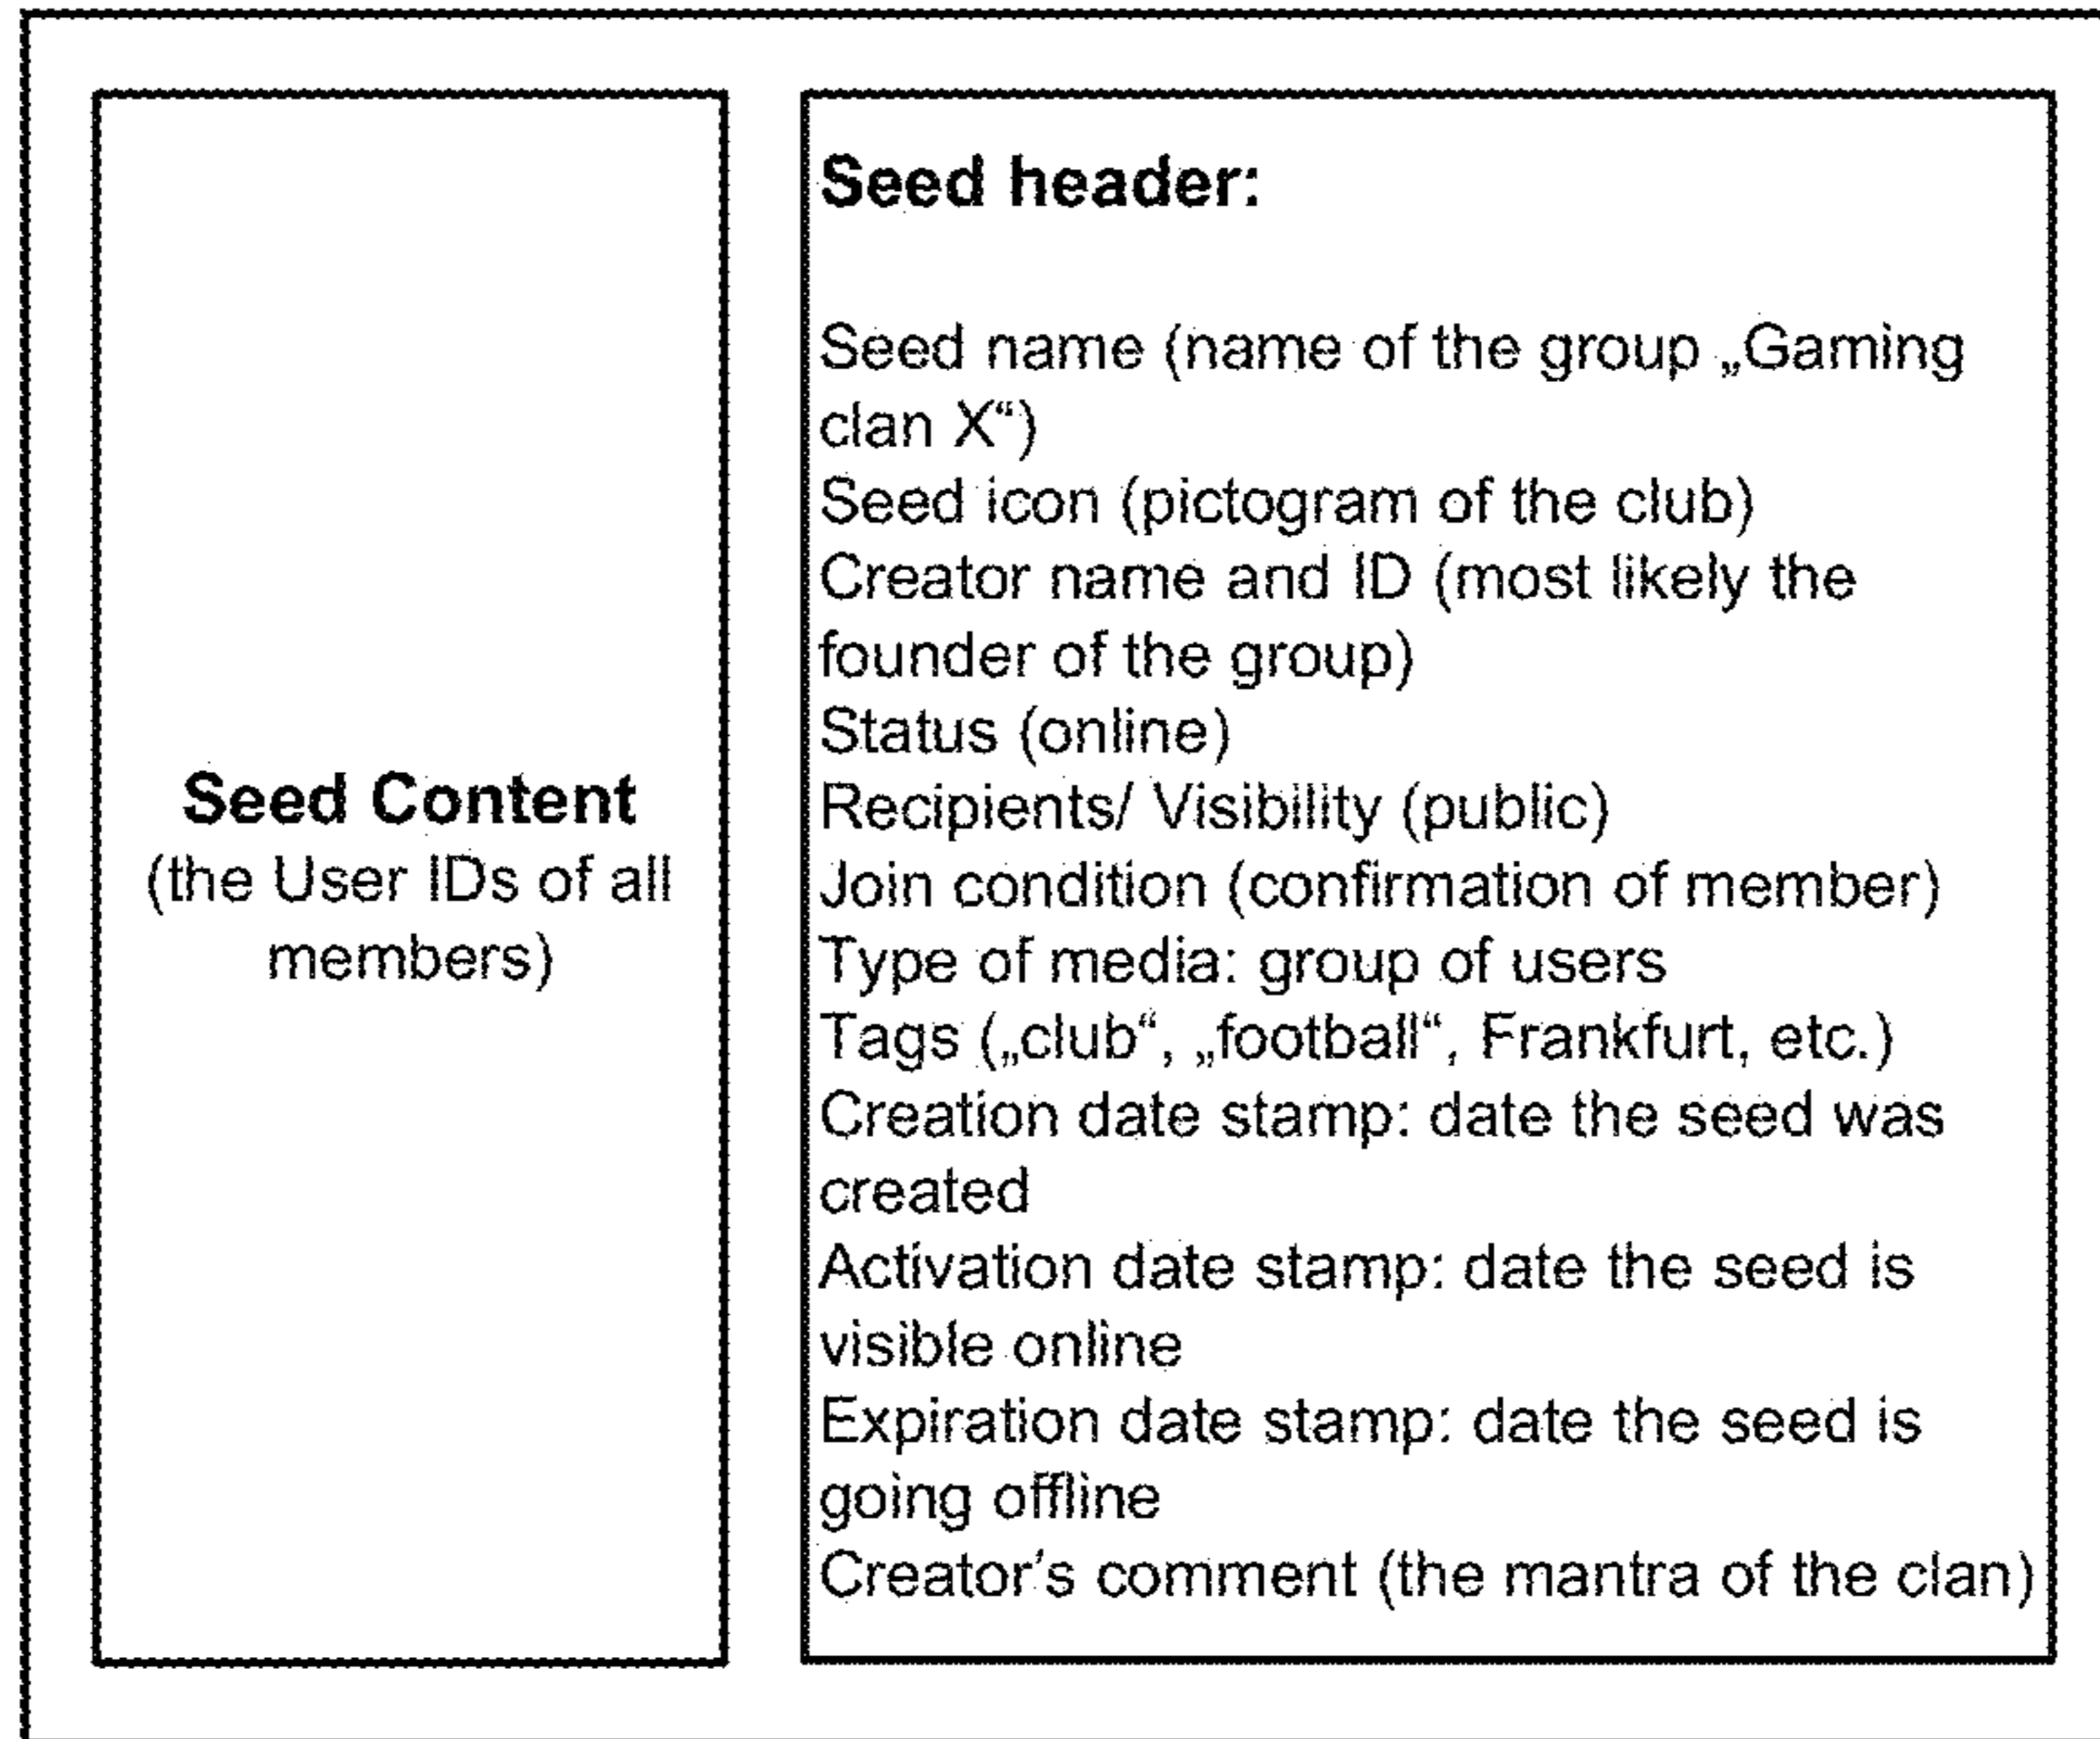 Seed Content
(the User IDs of all
members)
Seed header:
Seed name (name of the group „Gaming
clan X“)
Seed icon (pictogram of the club)
Creator name and ID (most likely the
founder of the group)
Status (online)
Recipients/ Visibility (public)
Join condition (confirmation of member)
Type of media: group of users
Tags („club“, „football“, Frankfurt, etc.)
Creation date stamp: date the seed was
created
Activation date stamp: date the seed is
visible online
Expiration date stamp: date the seed is
going offline
Creator's comment (the mantra of the clan)